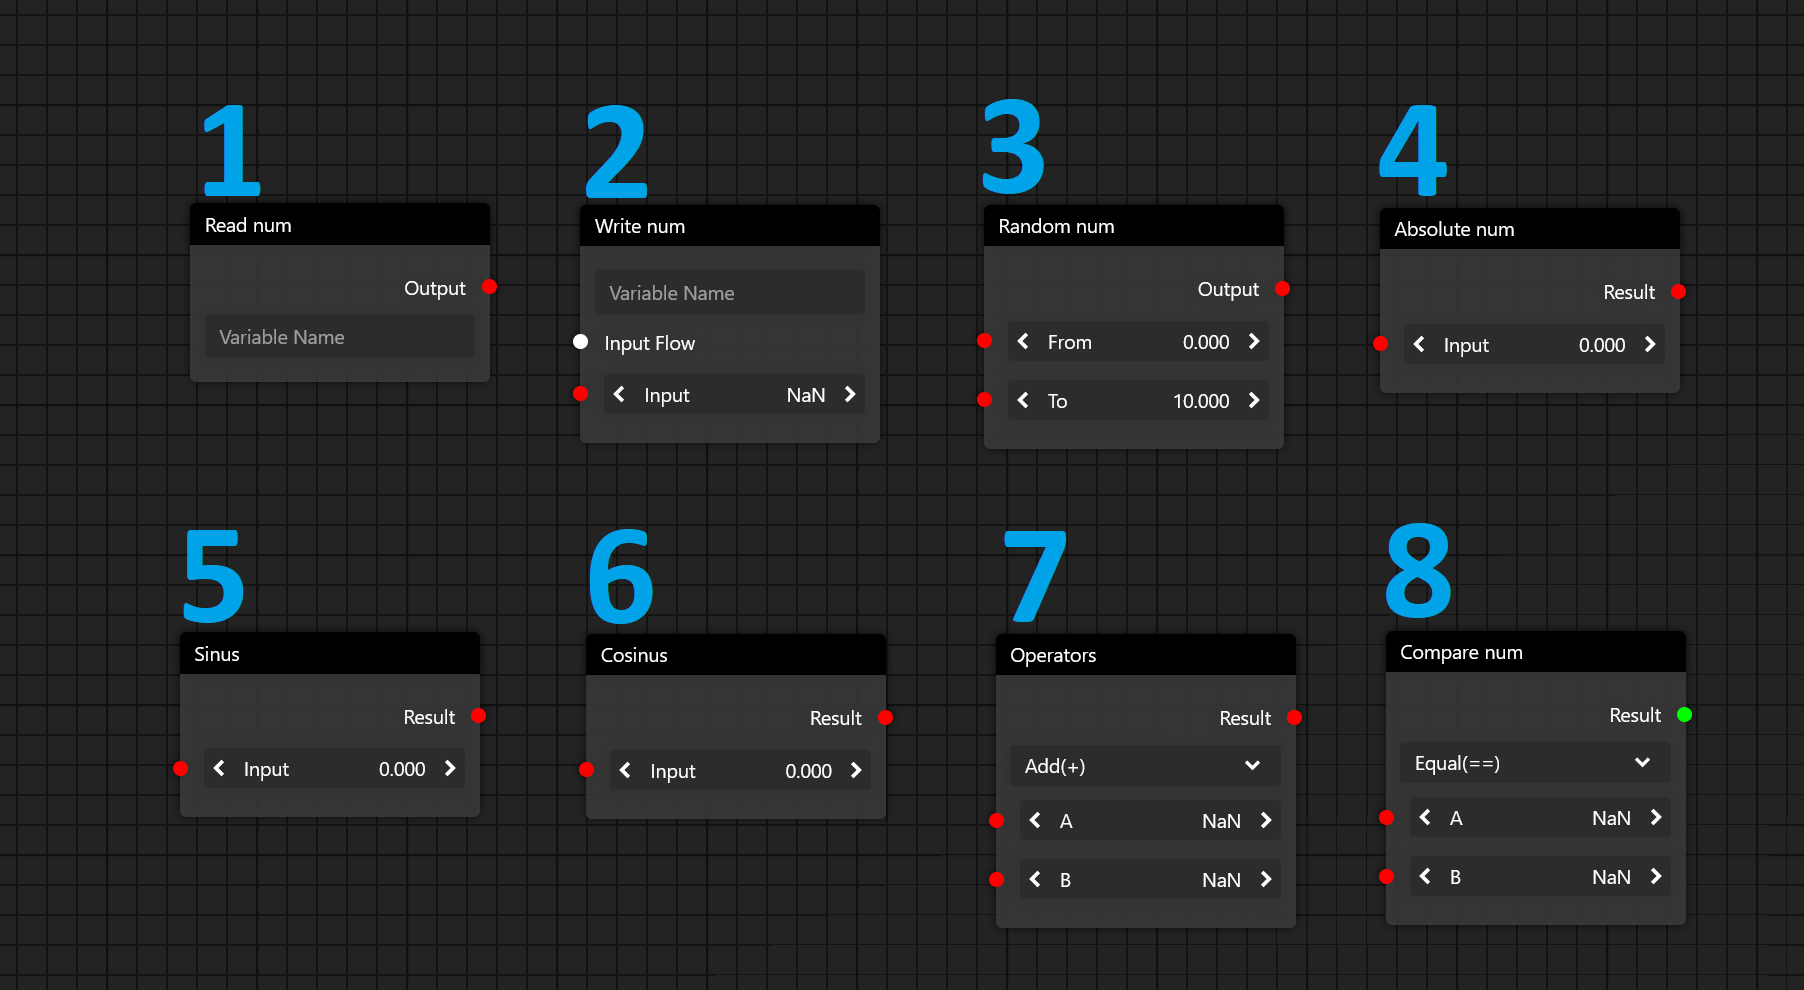 1
Read num
Output
Variable Name
2
Write num
Variable Name
Input Flow
Input NaN
3
Random num
Output
From 0.000
To 10.000
4
Absolute num
Result
Input 0.000
5
Sinus
Result
Input 0.000
6
Cosinus
Result
Input 0.000
7
Operators
Result
Add(+)
A NaN
B NaN
8
Compare num
Result
Equal(==)
A NaN
B NaN